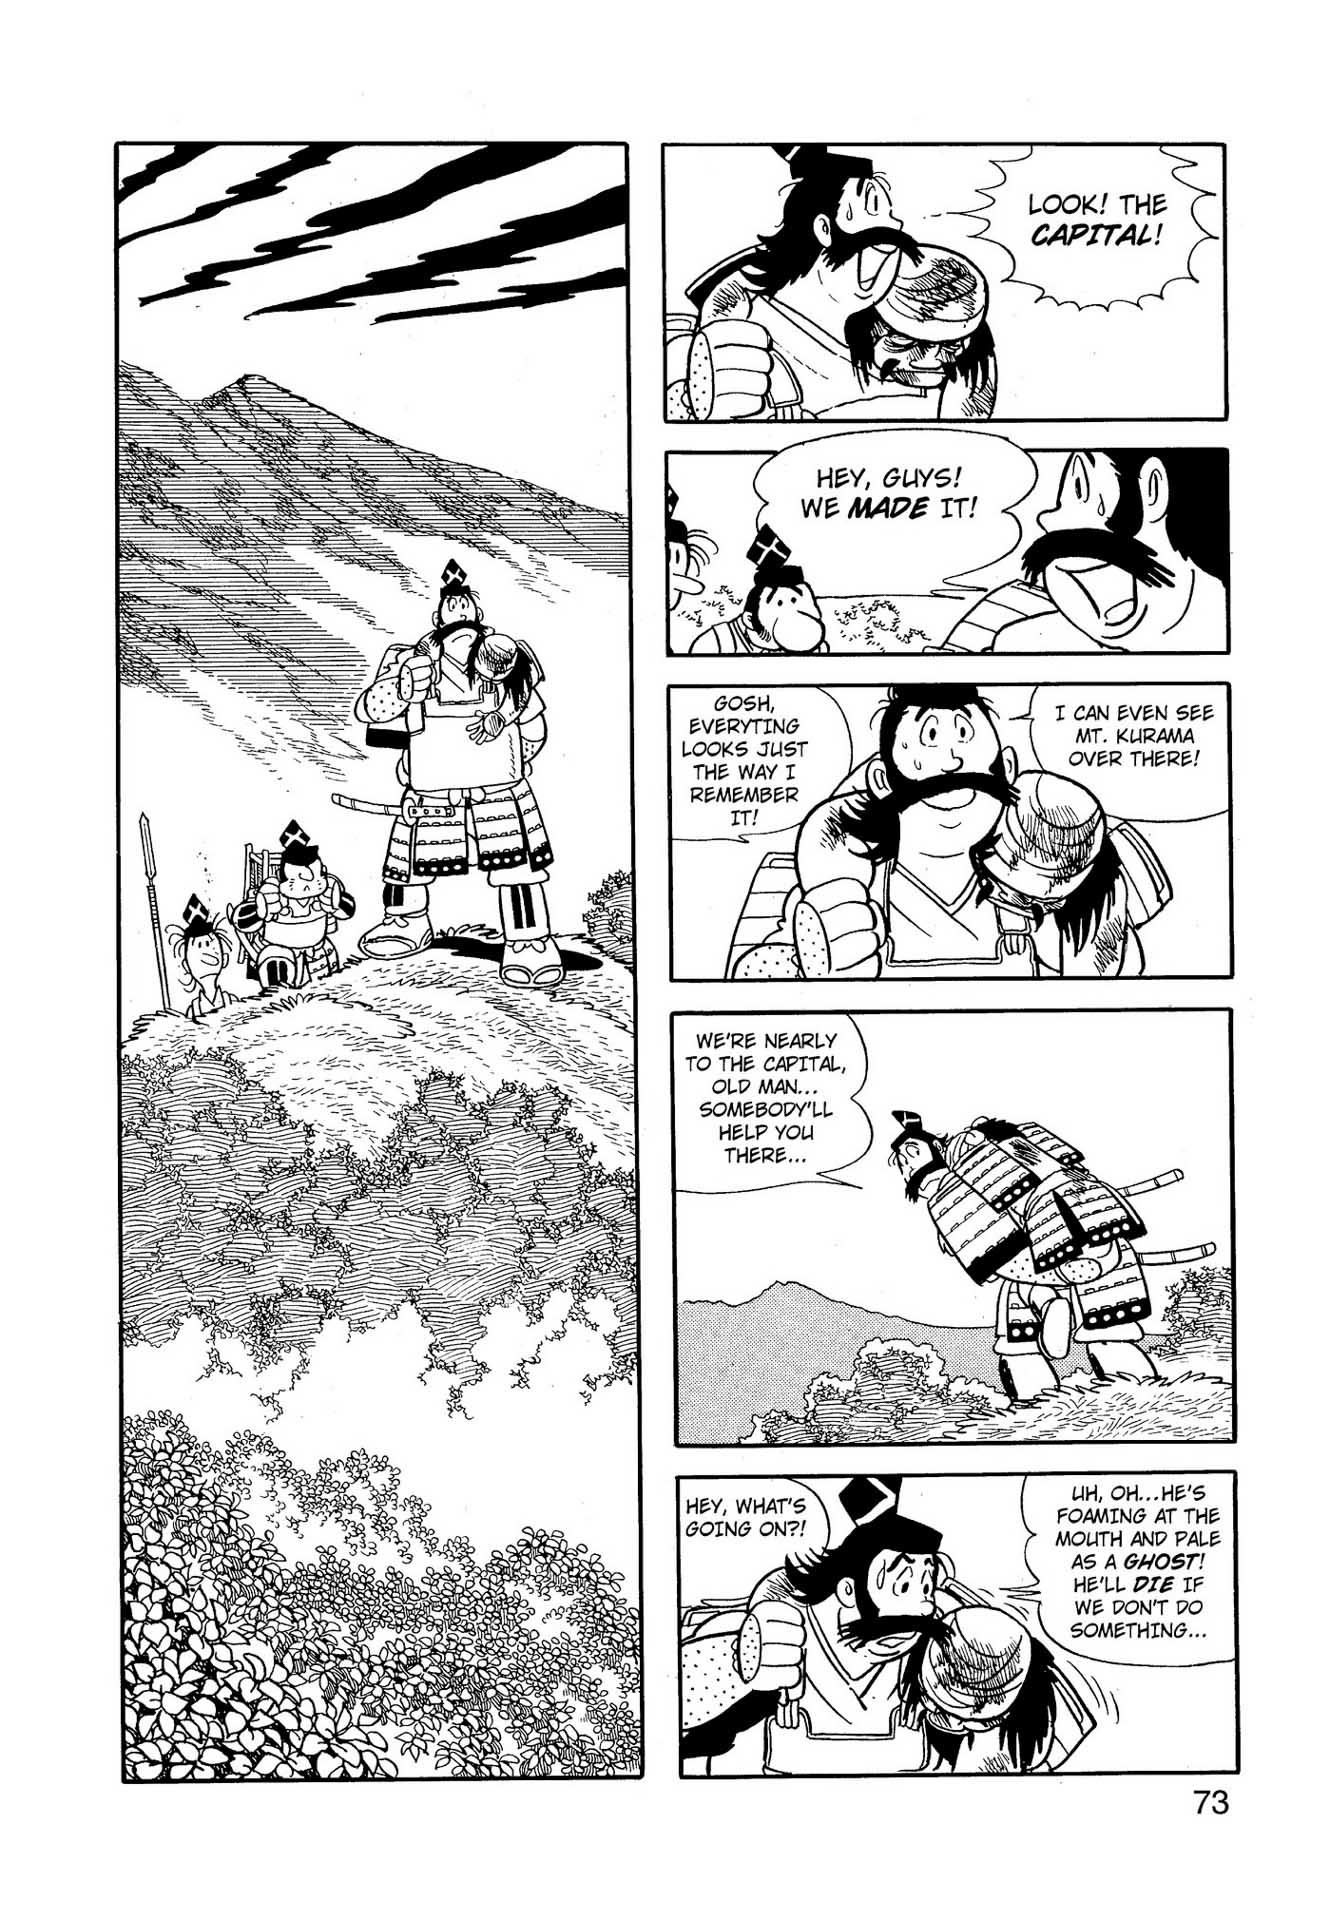 LOOK! THE
CAPITAL!
HEY, GUYS!
WE MADE IT!
GOSH,
EVERYTING
LOOKS JUST
THE WAY I
REMEMBER
IT!
I CAN EVEN SEE
MT. KURAMA
OVER THERE!
WE'RE NEARLY
TO THE CAPITAL,
OLD MAN...
SOMEBODY'LL
HELP YOU
THERE...
HEY, WHAT'S
GOING ON?!
UH, OH...HE'S
FOAMING AT THE
MOUTH AND PALE
AS A GHOST!
HE'LL DIE IF
WE DON'T DO
SOMETHING...
73